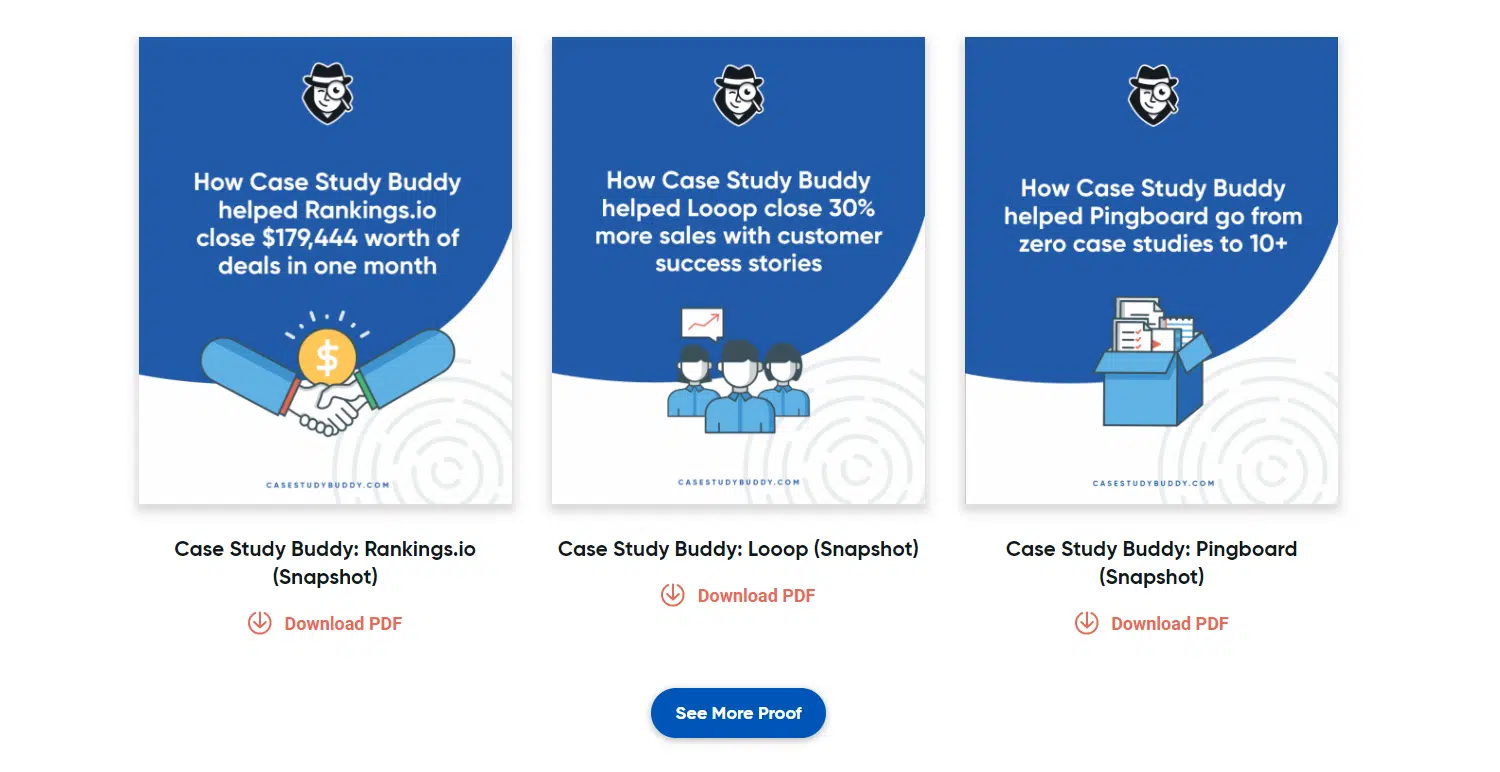 How Case Study Buddy
helped Rankings.io
close $179,444 worth of
deals in one month
$
CASESTUDYBUDDY.COM
Case Study Buddy: Rankings.io
(Snapshot)
Download PDF
How Case Study Buddy
helped Looop close 30%
more sales with customer
success stories
CASESTUDYBUDDY.COM
Case Study Buddy: Looop (Snapshot)
Download PDF
How Case Study Buddy
helped Pingboard go from
zero case studies to 10+
CASESTUDYBUDDY.COM
Case Study Buddy: Pingboard
(Snapshot)
Download PDF
See More Proof